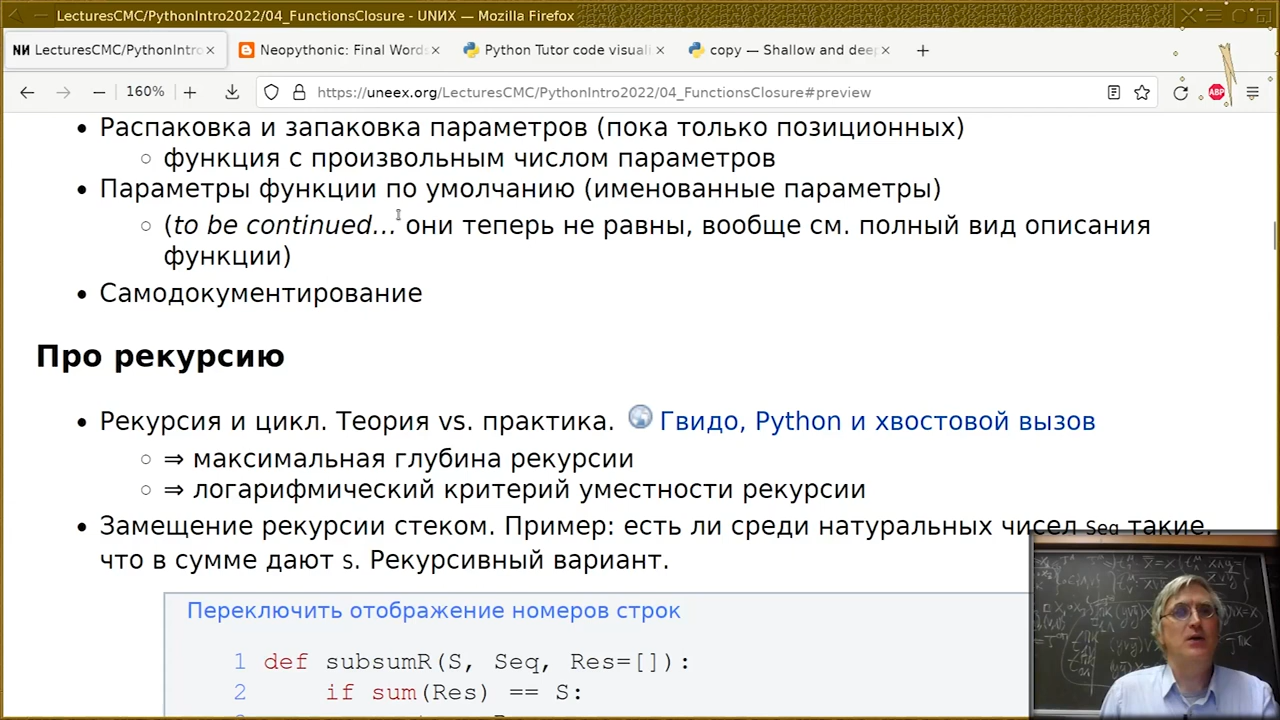 LecturesCMC/PythonIntro2022/04_FunctionsClosure - UNИX — Mozilla Firefox
LecturesCMC/PythonIntro
Neopythonic: Final Words
Python Tutor code visuali
copy — Shallow and deep
160%
https://uneex.org/LecturesCMC/PythonIntro2022/04_FunctionsClosure#preview
ABP
• Распаковка и запаковка параметров (пока только позиционных)
○ функция с произвольным числом параметров
• Параметры функции по умолчанию (именованные параметры)
○ (to be continued... они теперь не равны, вообще см. полный вид описания
функции)
• Самодокументирование
Про рекурсию
• Рекурсия и цикл. Теория vs. практика. Гвидо, Python и хвостовой вызов
○ ⇒ максимальная глубина рекурсии
○ ⇒ логарифмический критерий уместности рекурсии
• Замещение рекурсии стеком. Пример: есть ли среди натуральных чисел Seq такие,
что в сумме дают S. Рекурсивный вариант.
Переключить отображение номеров строк
1 def subsumR(S, Seq, Res=[]):
2 if sum(Res) == S: